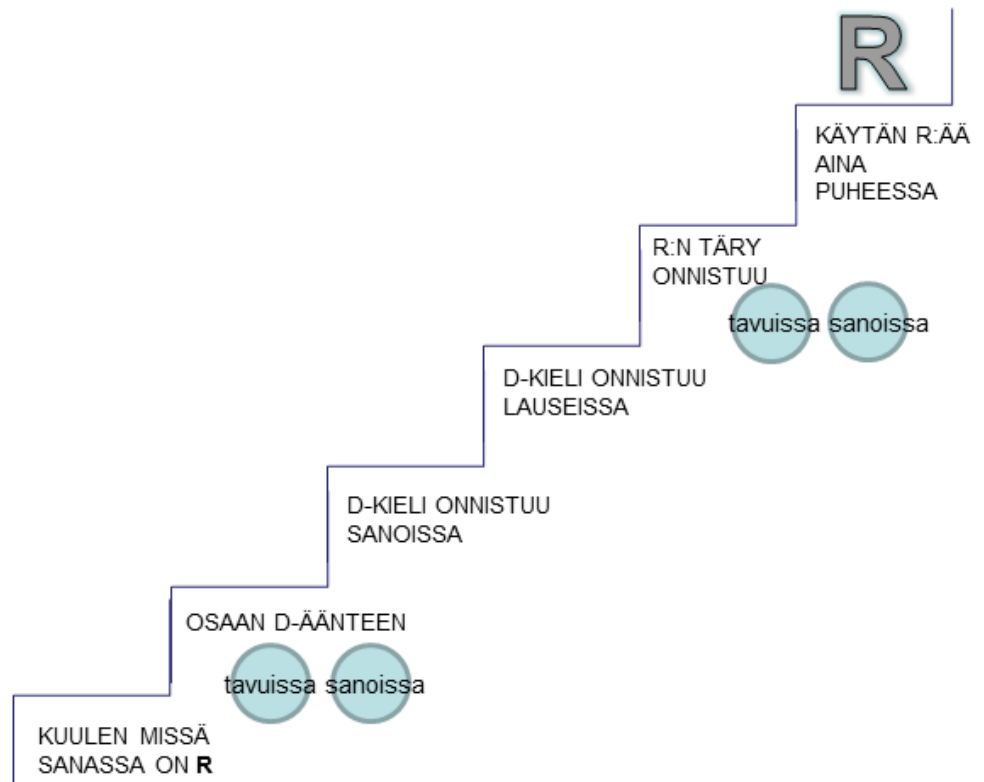 R
KÄYTÄN R:ÄÄ
AINA
PUHEESSA
R:N TÄRY
ONNISTUU
tavuissa sanoissa
D-KIELI ONNISTUU
LAUSEISSA
D-KIELI ONNISTUU
SANOISSA
OSAAN D-ÄÄNTEEN
tavuissa sanoissa
KUULEN MISSÄ
SANASSA ON R